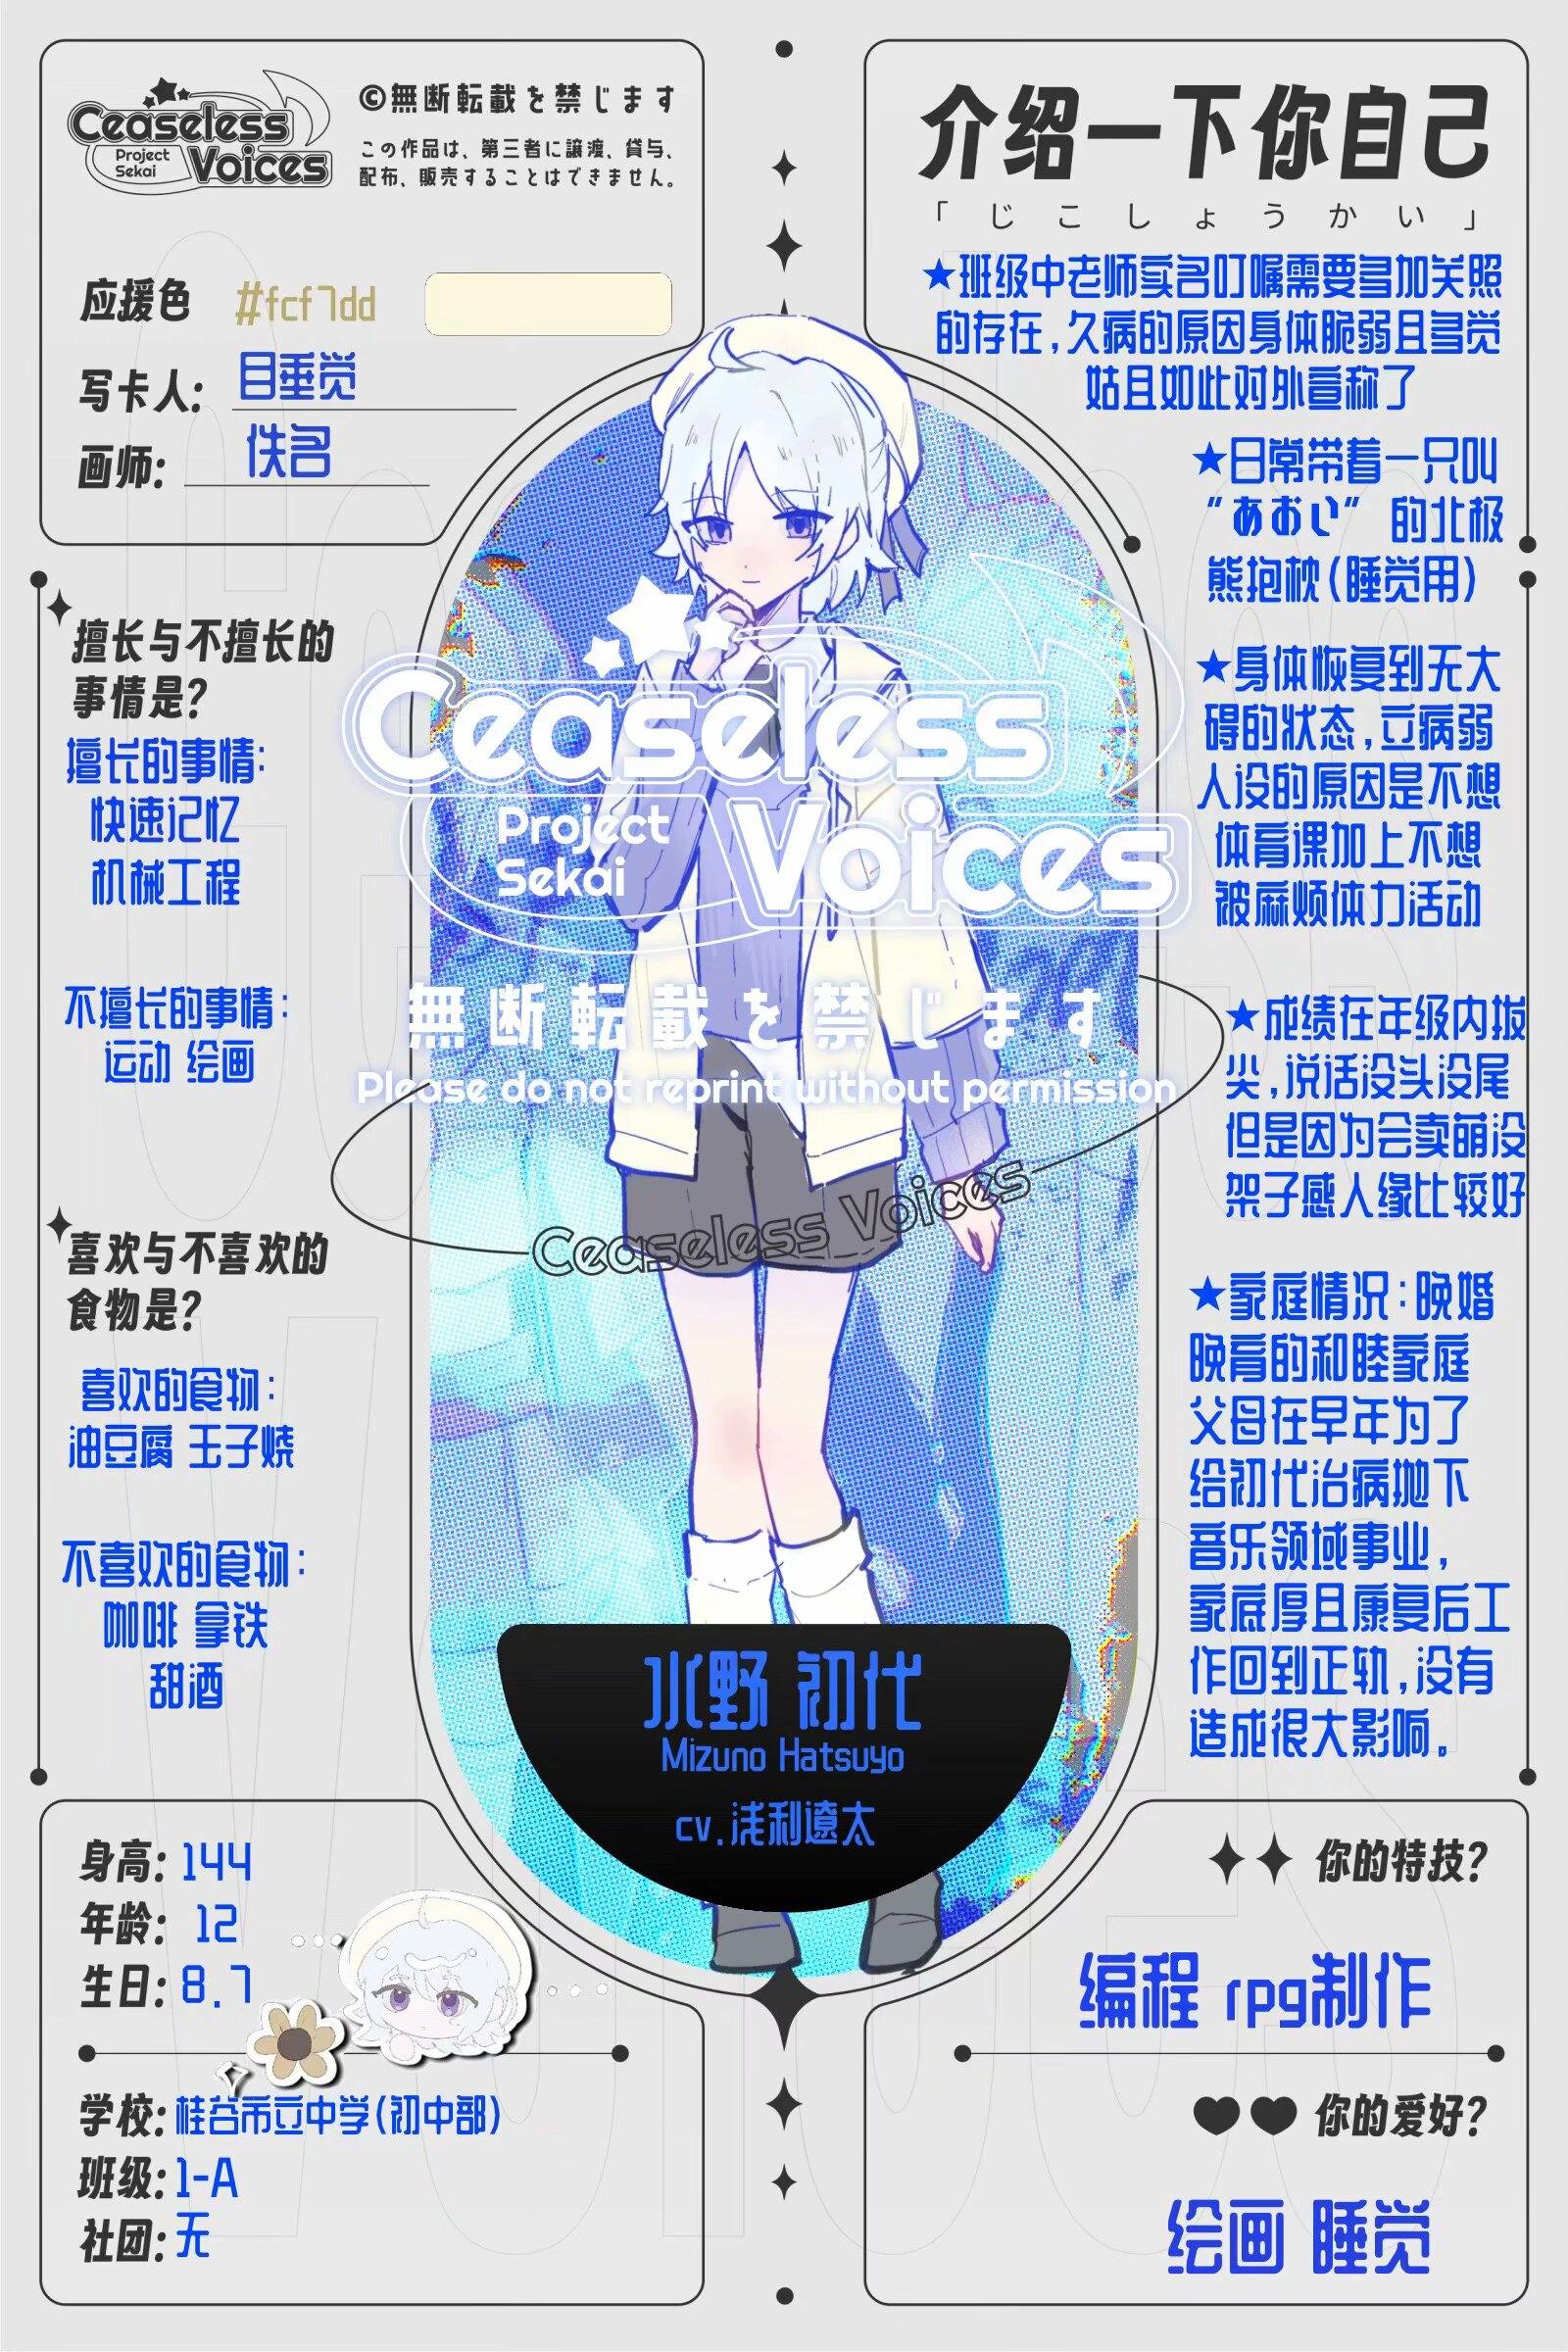 Ceaseless
Project
Sekai
Voices
©無断転載を禁じます
この作品は、第三者に譲渡、貸与、
配布、販売することはできません。
应援色 #fcf7dd
写卡人: 目垂觉
画师: 佚名
擅长与不擅长的
事情是?
擅长的事情:
快速记忆
机械工程
不擅长的事情:
运动 绘画
喜欢与不喜欢的
食物是?
喜欢的食物:
油豆腐 玉子烧
不喜欢的食物:
咖啡 拿铁
甜酒
介绍一下你自己
「じこしょうかい」
★班级中老师实名叮嘱需要多加关照
的存在,久病的原因身体脆弱且多觉
姑且如此对外宣称了
★日常带着一只叫
“あおい” 的北极
熊抱枕(睡觉用)
★身体恢复到无大
碍的状态,立病弱
人设的原因是不想
体育课加上不想
被麻烦体力活动
★成绩在年级内拔
尖,说话没头没尾
但是因为会卖萌没
架子感人缘比较好
★家庭情况:晚婚
晚育的和睦家庭
父母在早年为了
给初代治病抛下
音乐领域事业,
家底厚且康复后工
作回到正轨,没有
造成很大影响。
Ceaseless
Project
Sekai
Voices
無断転載を禁じます
Please do not reprint without permission
Ceaseless Voices
水野 初代
Mizuno Hatsuyo
cv.浅利遼太
身高: 144
年龄: 12
生日: 8.7
学校: 桂谷市立中学(初中部)
班级: 1-A
社团: 无
你的特技?
编程 rpg制作
你的爱好?
绘画 睡觉